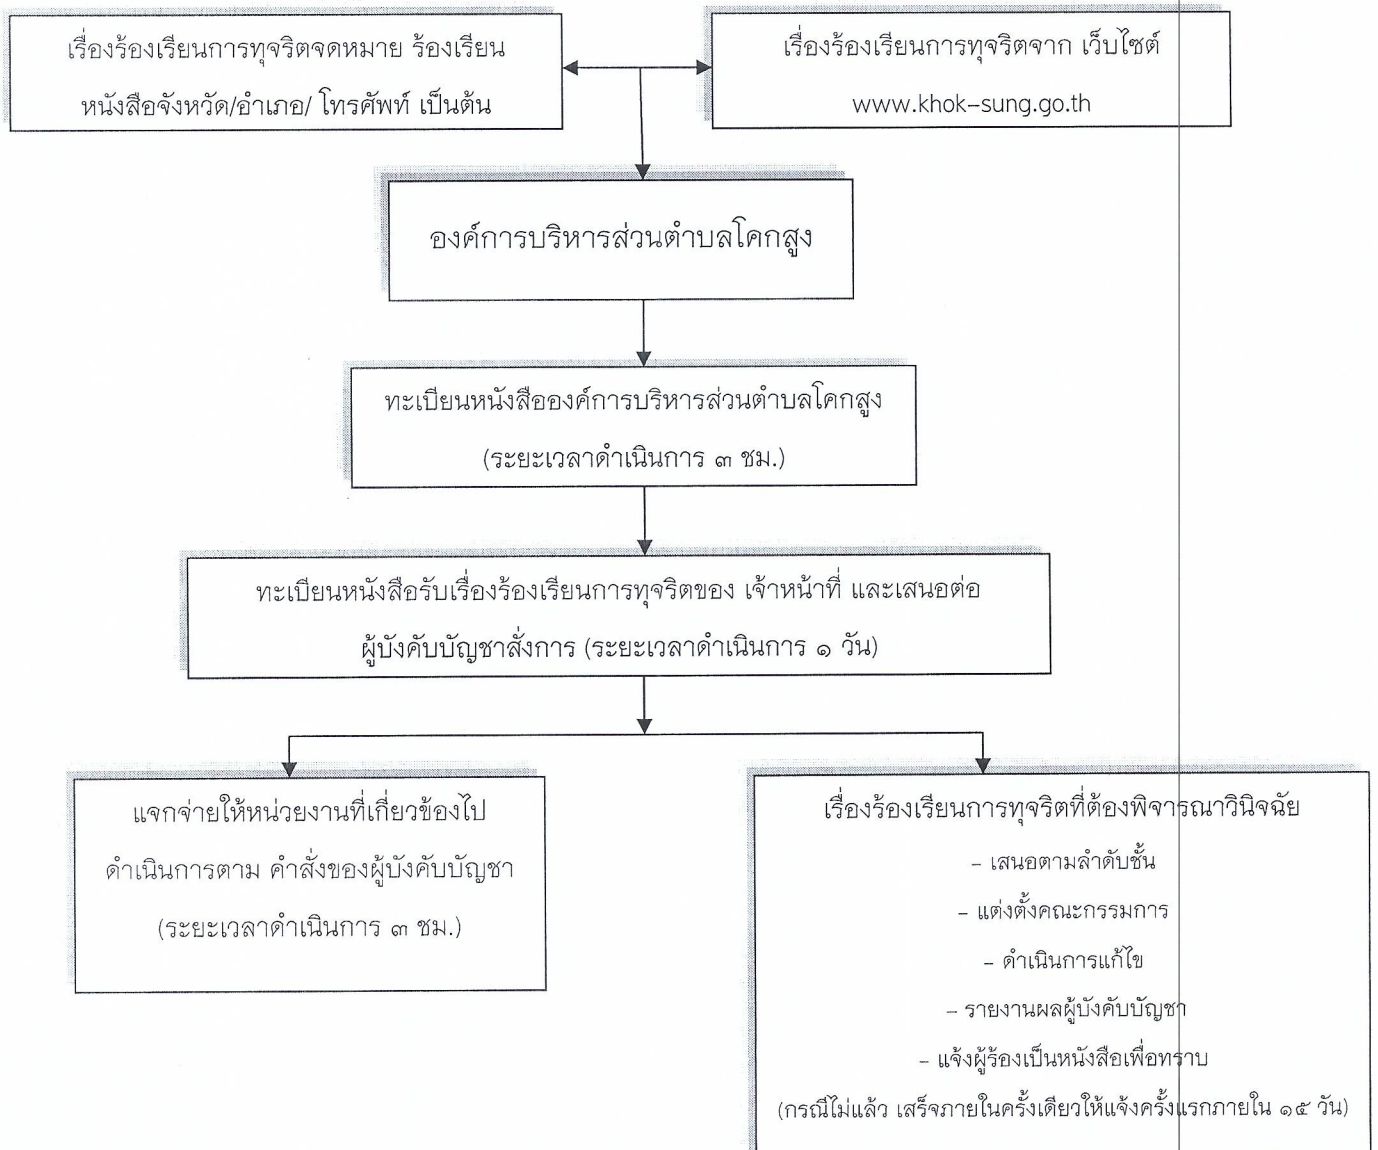 เรื่องร้องเรียนการทุจริตจดหมาย ร้องเรียน
หนังสือจังหวัด/อำเภอ/ โทรศัพท์ เป็นต้น
เรื่องร้องเรียนการทุจริตจาก เว็บไซต์
www.khok-sung.go.th
องค์การบริหารส่วนตำบลโคกสูง
ทะเบียนหนังสือองค์การบริหารส่วนตำบลโคกสูง
(ระยะเวลาดำเนินการ ๓ ชม.)
ทะเบียนหนังสือรับเรื่องร้องเรียนการทุจริตของ เจ้าหน้าที่ และเสนอต่อ
ผู้บังคับบัญชาสั่งการ (ระยะเวลาดำเนินการ ๑ วัน)
แจกจ่ายให้หน่วยงานที่เกี่ยวข้องไป
ดำเนินการตาม คำสั่งของผู้บังคับบัญชา
(ระยะเวลาดำเนินการ ๓ ชม.)
เรื่องร้องเรียนการทุจริตที่ต้องพิจารณาวินิจฉัย
- เสนอตามลำดับชั้น
- แต่งตั้งคณะกรรมการ
- ดำเนินการแก้ไข
- รายงานผลผู้บังคับบัญชา
- แจ้งผู้ร้องเป็นหนังสือเพื่อทราบ
(กรณีไม่แล้ว เสร็จภายในครั้งเดียวให้แจ้งครั้งแรกภายใน ๑๕ วัน)